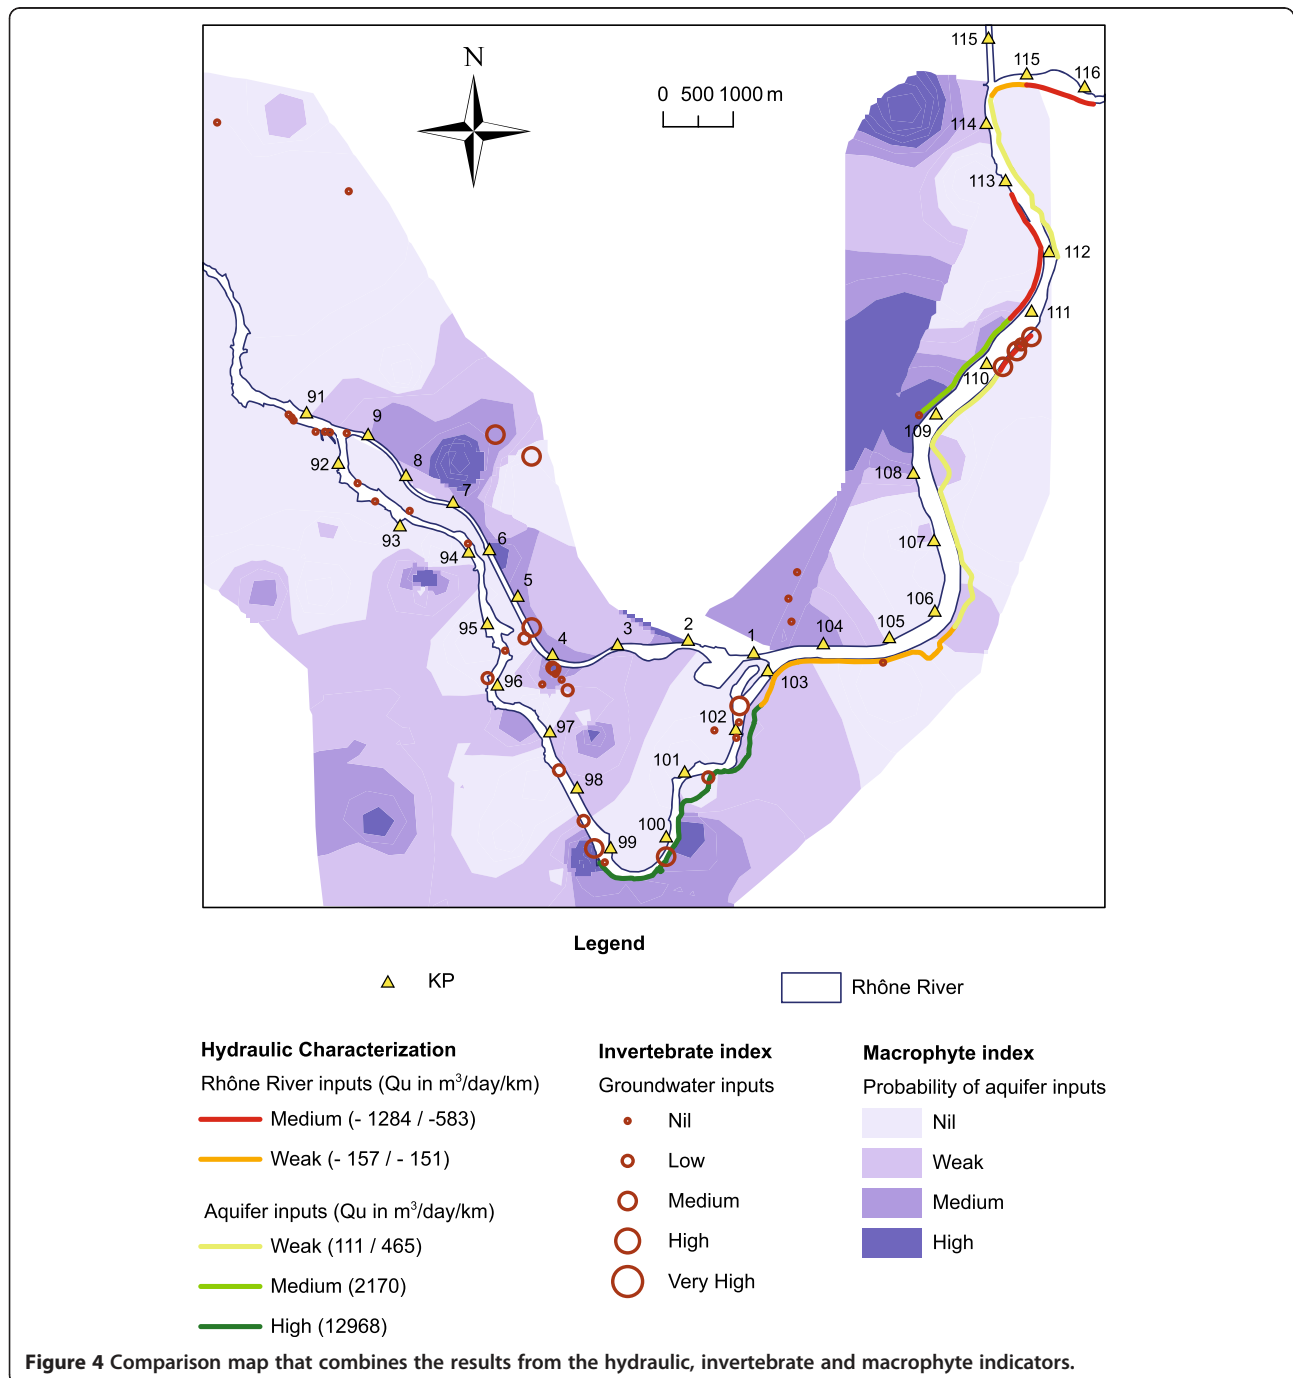 N
0 500 1000 m
115
115
116
114
113
112
111
110
109
108
107
106
105
104
103
102
101
100
99
98
97
96
95
94
93
92
91
9
8
7
6
5
4
3
2
1
Legend
KP
Rhône River
Hydraulic Characterization
Rhône River inputs (Qu in m³/day/km)
Medium (- 1284 / -583)
Weak (- 157 / - 151)
Aquifer inputs (Qu in m³/day/km)
Weak (111 / 465)
Medium (2170)
High (12968)
Invertebrate index
Groundwater inputs
Nil
Low
Medium
High
Very High
Macrophyte index
Probability of aquifer inputs
Nil
Weak
Medium
High
Figure 4 Comparison map that combines the results from the hydraulic, invertebrate and macrophyte indicators.